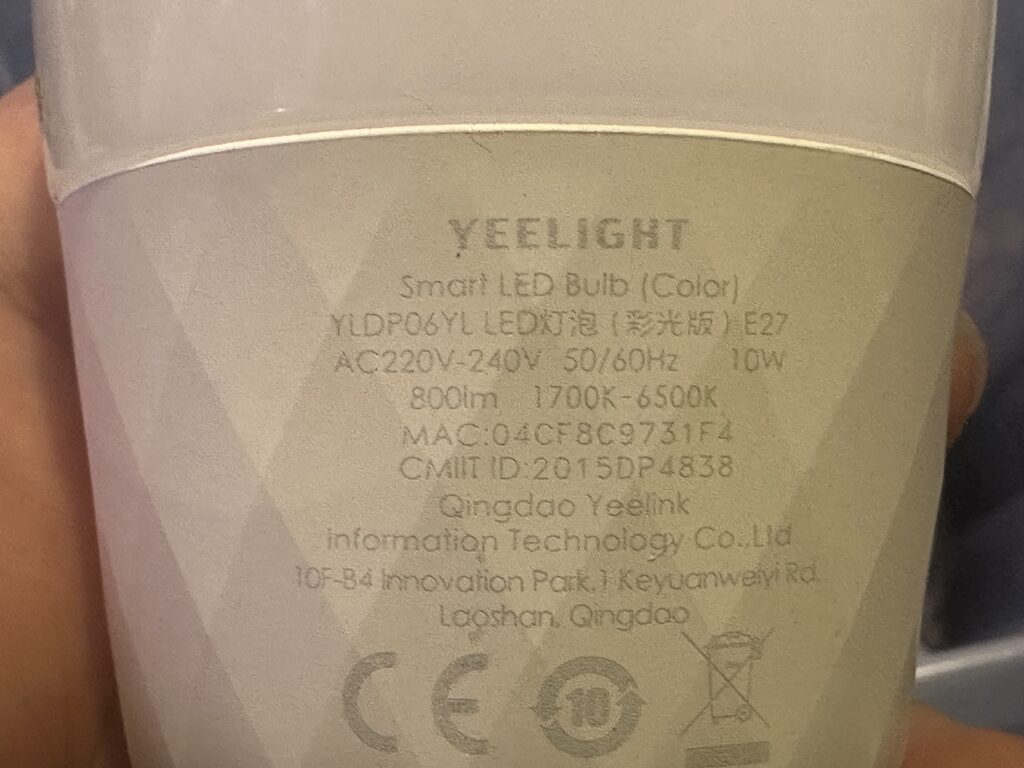 YEELIGHT
Smart LED Bulb (Color)
YLDP06YL LED灯泡（彩光版）E27
AC220V-240V 50/60Hz 10W
800lm 1700K-6500K
MAC:04CF8C9731F4
CMIIT ID:2015DP4838
Qingdao Yeelink
Information Technology Co.,Ltd
10F-B4 Innovation Park,1 Keyuanweiyi Rd.
Laoshan, Qingdao
CE 10